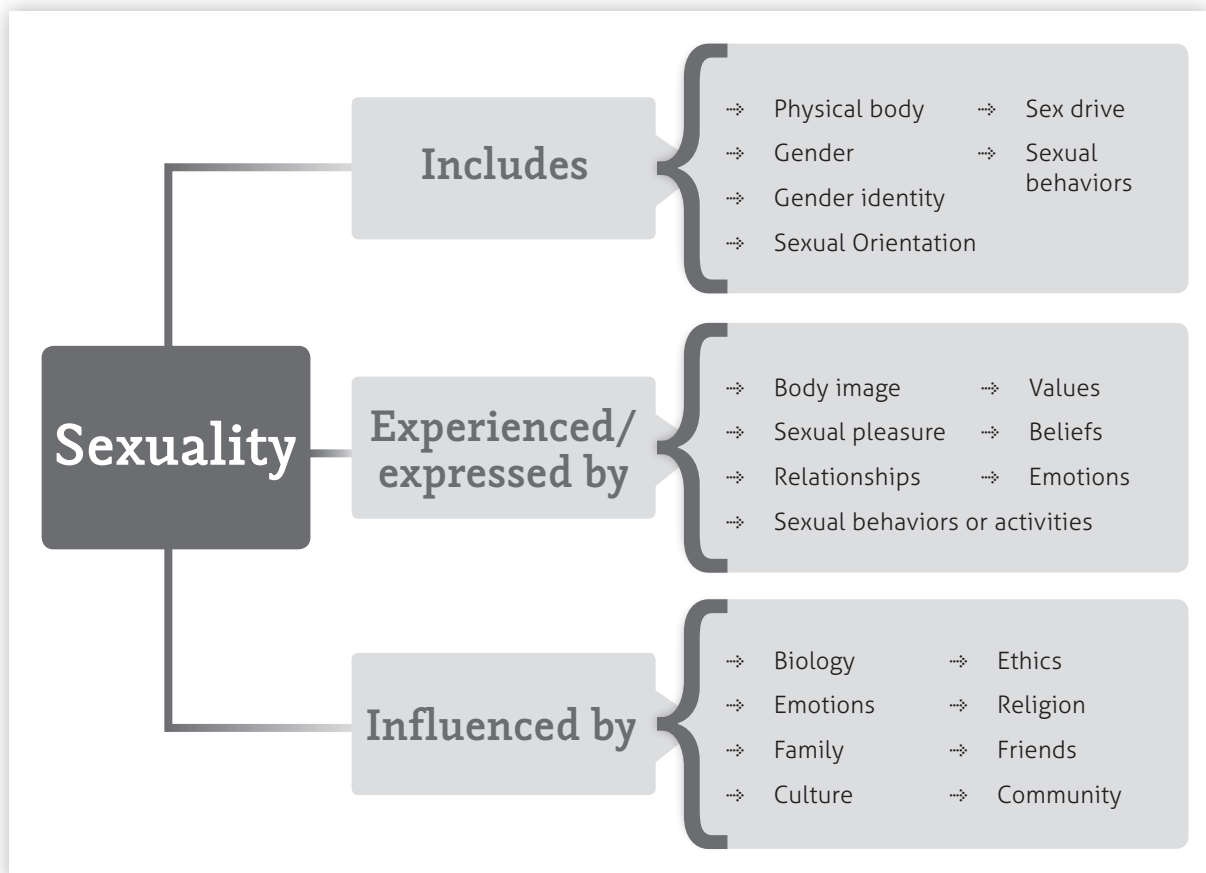 Sexuality
Includes
Physical body
Gender
Gender identity
Sexual Orientation
Sex drive
Sexual
behaviors
Experienced/
expressed by
Body image
Sexual pleasure
Relationships
Sexual behaviors or activities
Values
Beliefs
Emotions
Influenced by
Biology
Emotions
Family
Culture
Ethics
Religion
Friends
Community